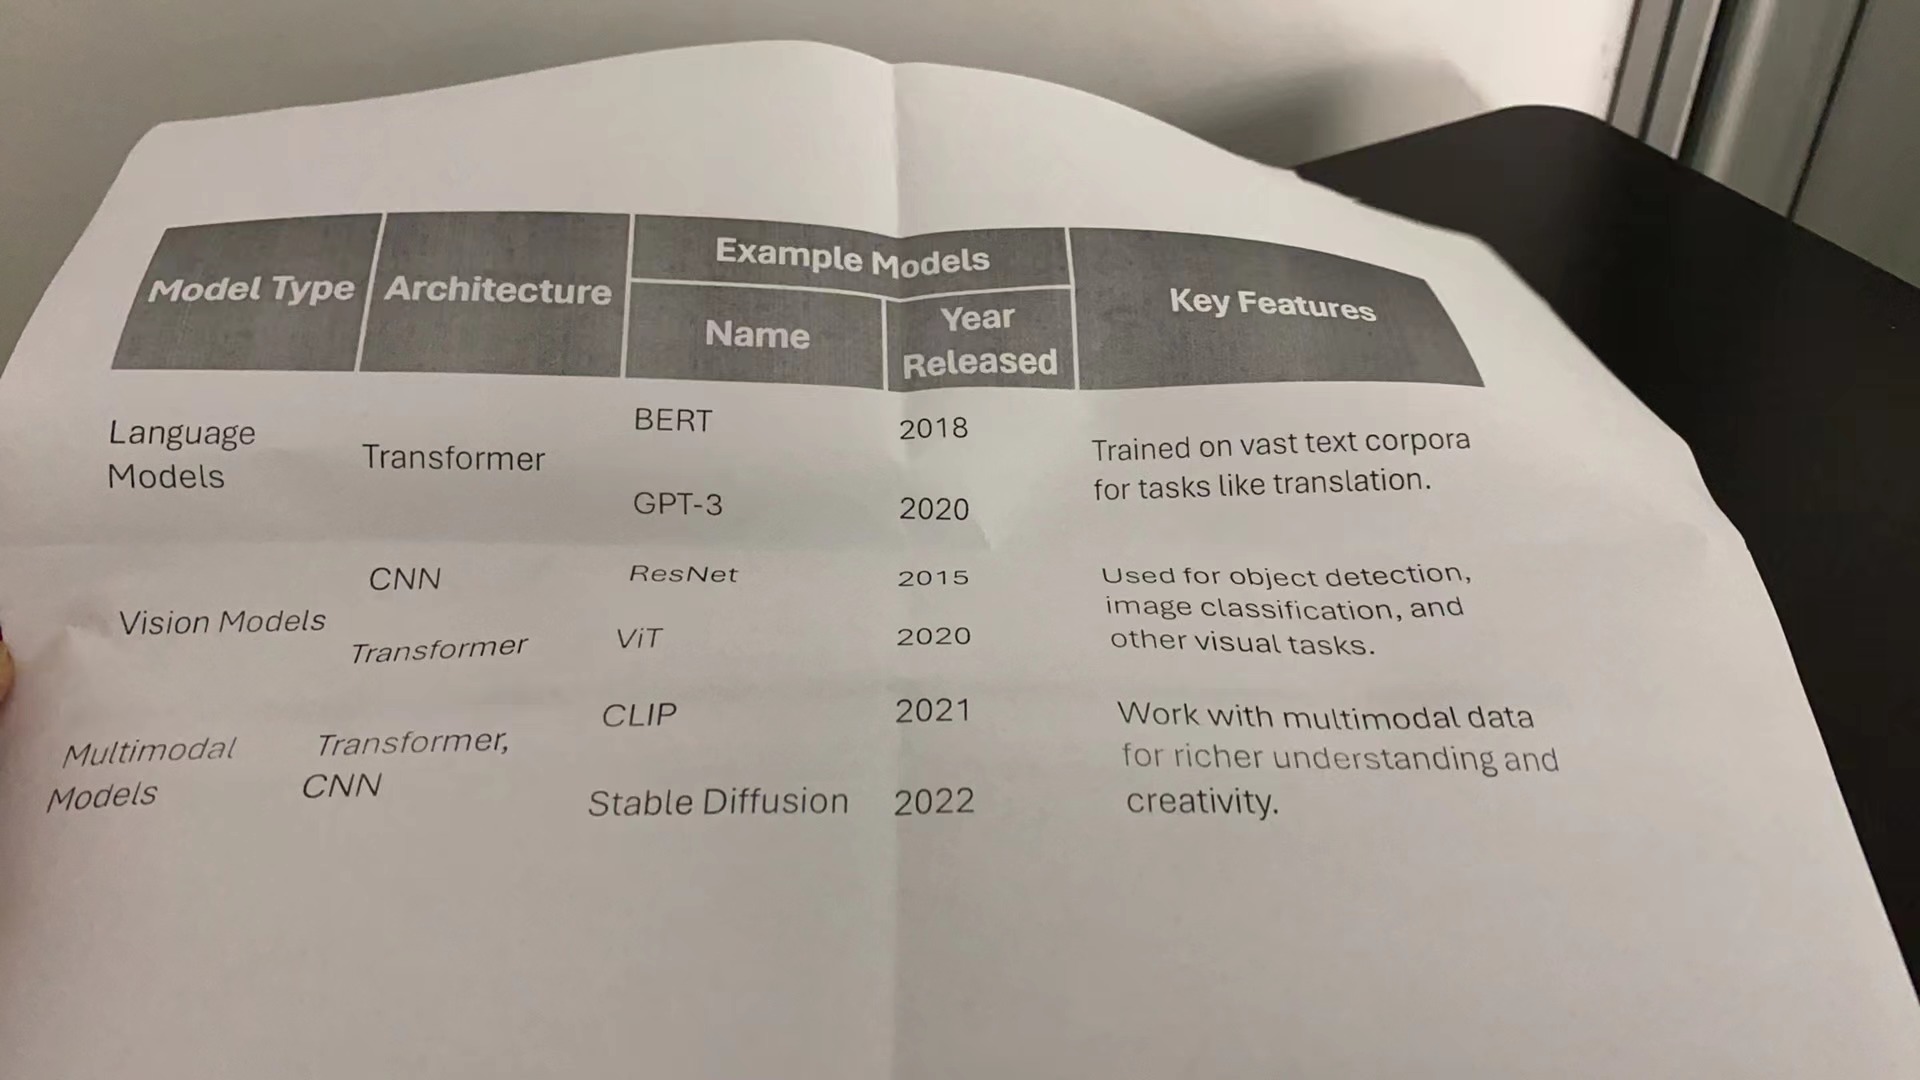 Model Type
Architecture
Example Models
Name
Year
Released
Key Features
Language
Models
Transformer
BERT
2018
GPT-3
2020
Trained on vast text corpora
for tasks like translation.
Vision Models
CNN
ResNet
2015
Transformer
ViT
2020
Used for object detection,
image classification, and
other visual tasks.
Multimodal
Models
Transformer,
CNN
CLIP
2021
Stable Diffusion
2022
Work with multimodal data
for richer understanding and
creativity.